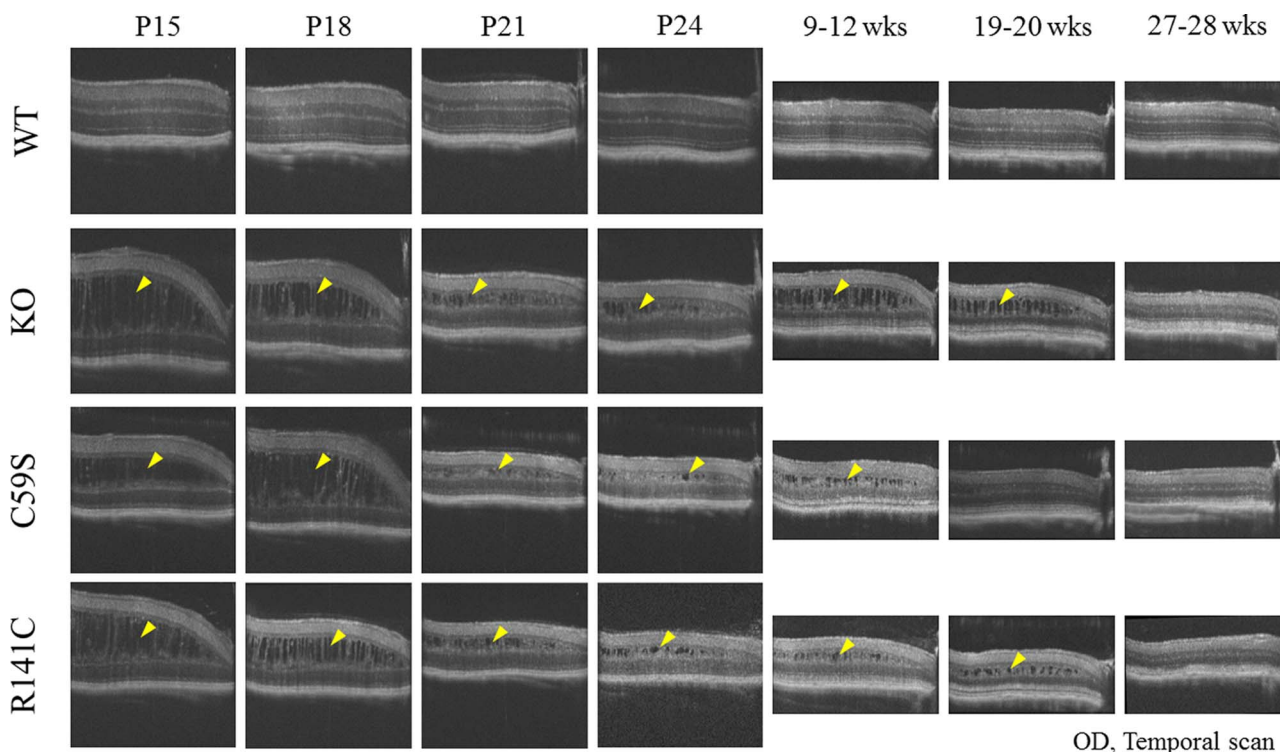 P15 P18 P21 P24 9-12 wks 19-20 wks 27-28 wks
WT
KO
C59S
R141C
OD, Temporal scan